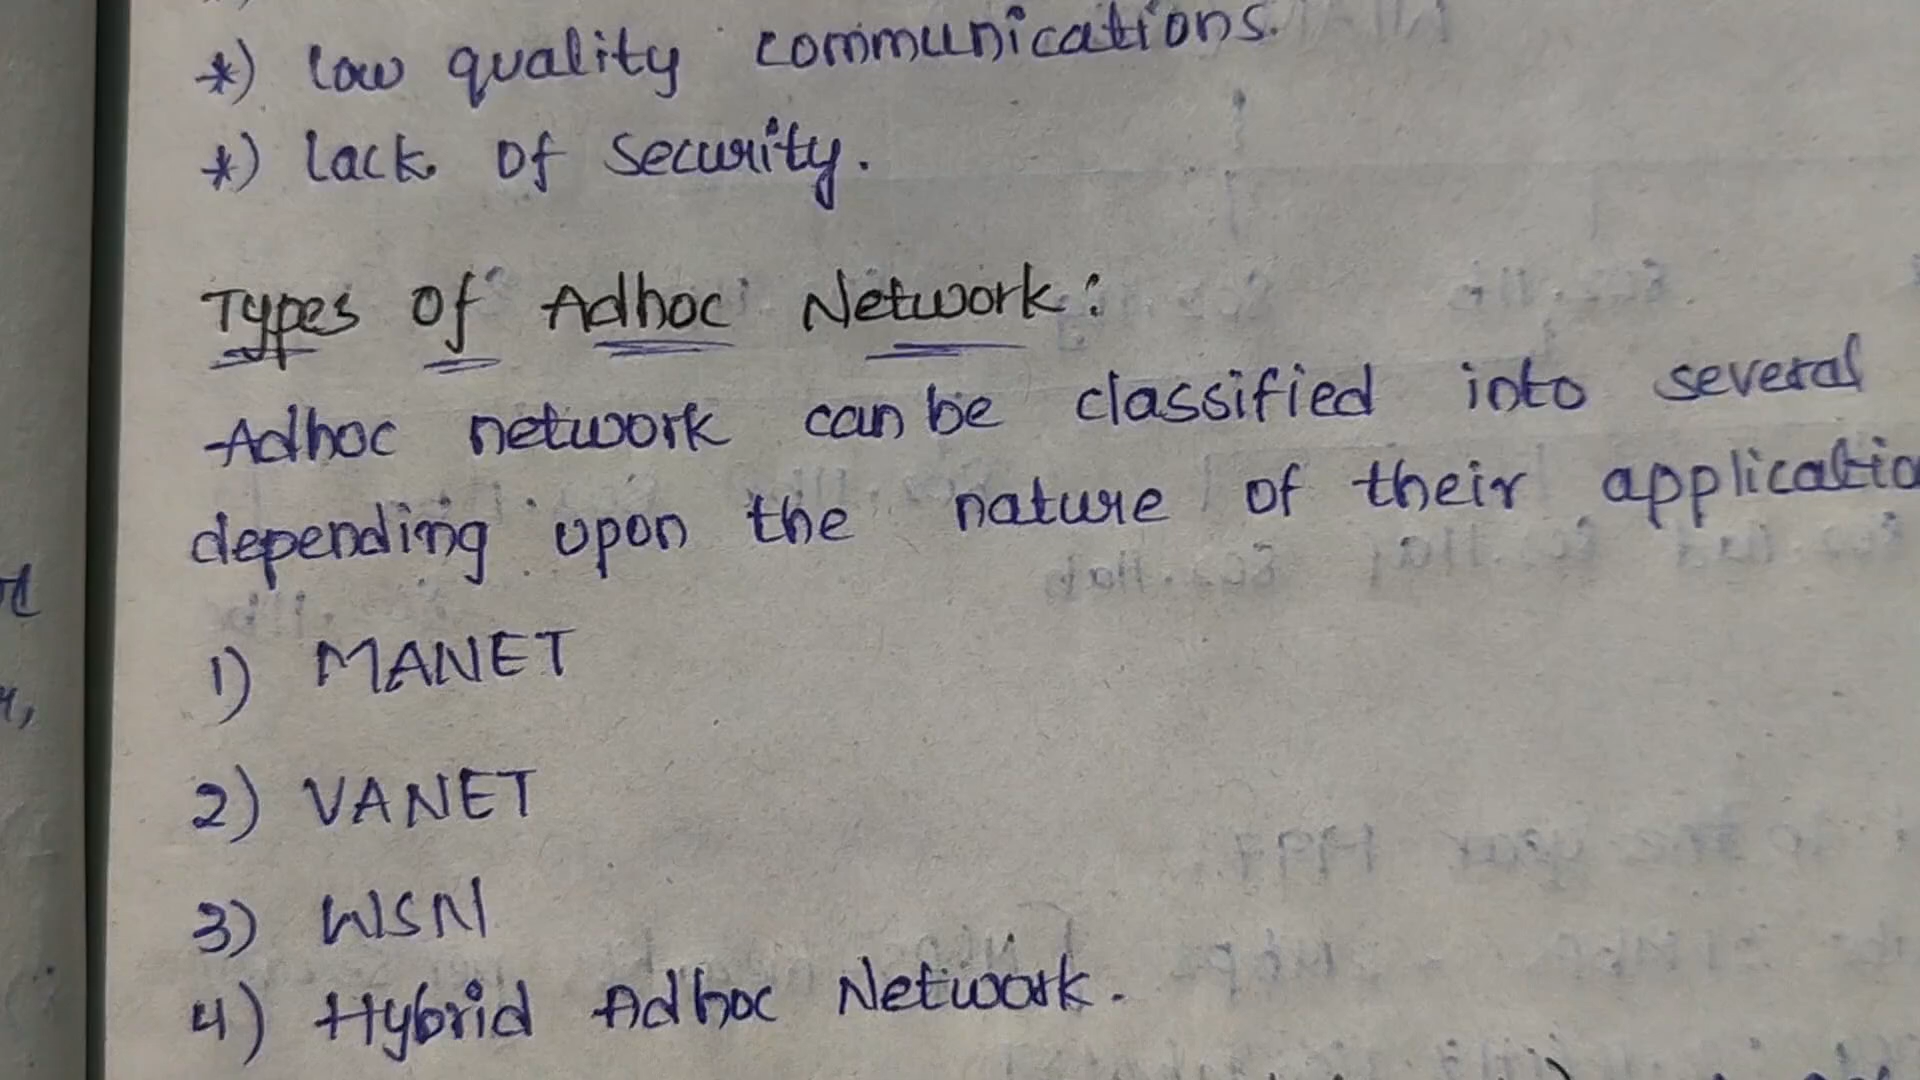 *) low quality communications.
*) lack of security.
Types Of Adhoc Network:
Adhoc network can be classified into several
depending upon the nature of their applicatio
1) MANET
2) VANET
3) WSN
4) Hybrid Adhoc Network.